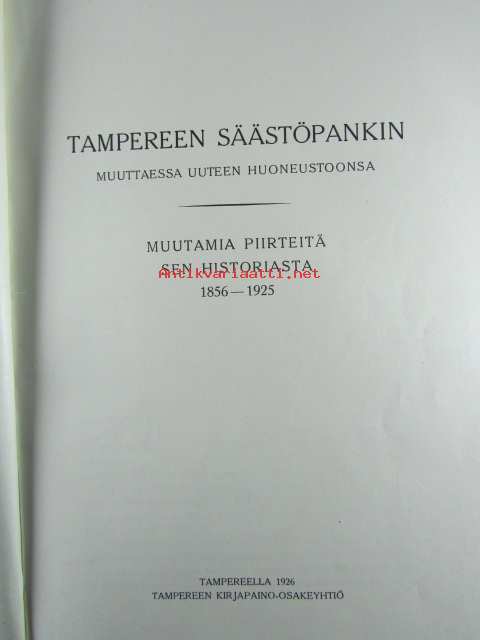 TAMPEREEN SÄÄSTÖPANKIN
MUUTTAESSA UUTEEN HUONEUSTOONSA
MUUTAMIA PIIRTEITÄ
SEN HISTORIASTA
Antikvariaatti.net
1856—1925
TAMPEREELLA 1926
TAMPEREEN KIRJAPAINO-OSAKEYHTIÖ